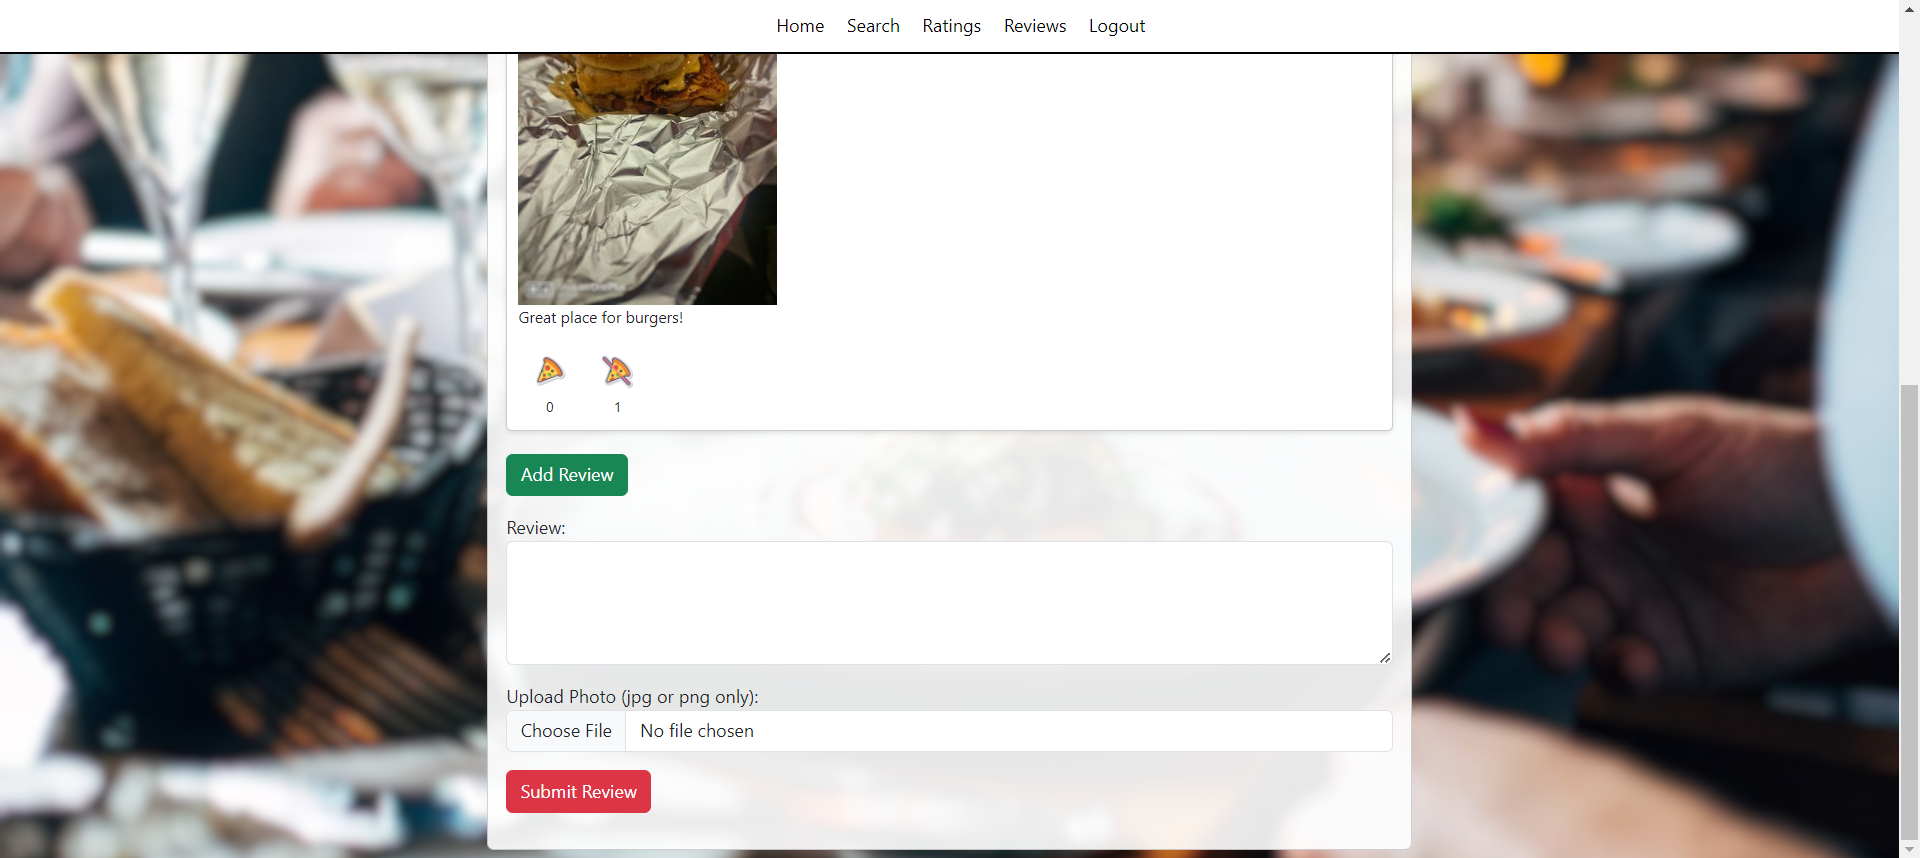 Home Search Ratings Reviews Logout
Great place for burgers!
0 1
Add Review
Review:
Upload Photo (jpg or png only):
Choose File No file chosen
Submit Review